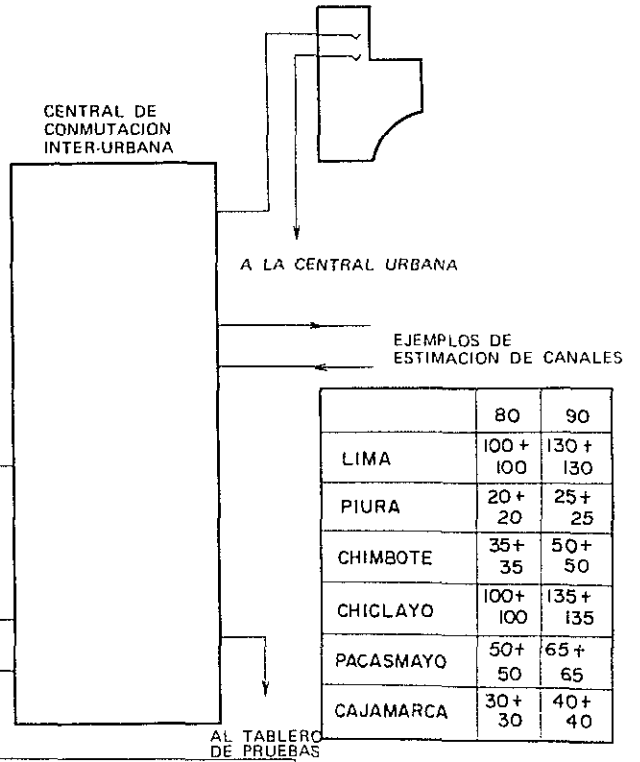 CENTRAL DE
CONMUTACION
INTER-URBANA
A LA CENTRAL URBANA
EJEMPLOS DE
ESTIMACION DE CANALES
80 90
LIMA 100+ 130+
100 130
PIURA 20+ 25+
20 25
CHIMBOTE 35+ 50+
35 50
CHICLAYO 100+ 135+
100 135
PACASMAYO 50+ 65+
50 65
CAJAMARCA 30+ 40+
30 40
AL TABLERO
DE PRUEBAS